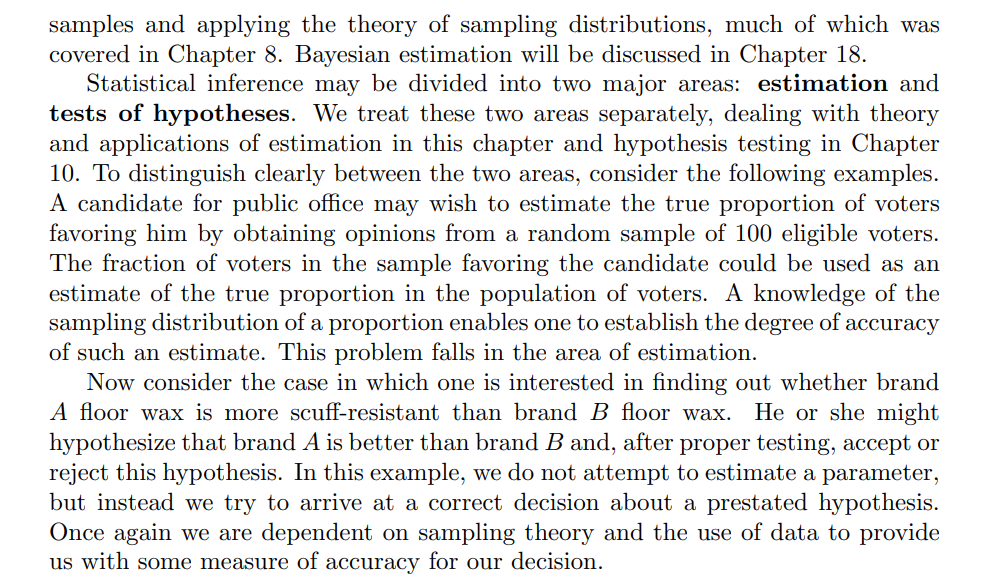 samples and applying the theory of sampling distributions, much of which was
covered in Chapter 8. Bayesian estimation will be discussed in Chapter 18.
Statistical inference may be divided into two major areas: estimation and
tests of hypotheses. We treat these two areas separately, dealing with theory
and applications of estimation in this chapter and hypothesis testing in Chapter
10. To distinguish clearly between the two areas, consider the following examples.
A candidate for public office may wish to estimate the true proportion of voters
favoring him by obtaining opinions from a random sample of 100 eligible voters.
The fraction of voters in the sample favoring the candidate could be used as an
estimate of the true proportion in the population of voters. A knowledge of the
sampling distribution of a proportion enables one to establish the degree of accuracy
of such an estimate. This problem falls in the area of estimation.
Now consider the case in which one is interested in finding out whether brand
A floor wax is more scuff-resistant than brand B floor wax. He or she might
hypothesize that brand A is better than brand B and, after proper testing, accept or
reject this hypothesis. In this example, we do not attempt to estimate a parameter,
but instead we try to arrive at a correct decision about a prestated hypothesis.
Once again we are dependent on sampling theory and the use of data to provide
us with some measure of accuracy for our decision.